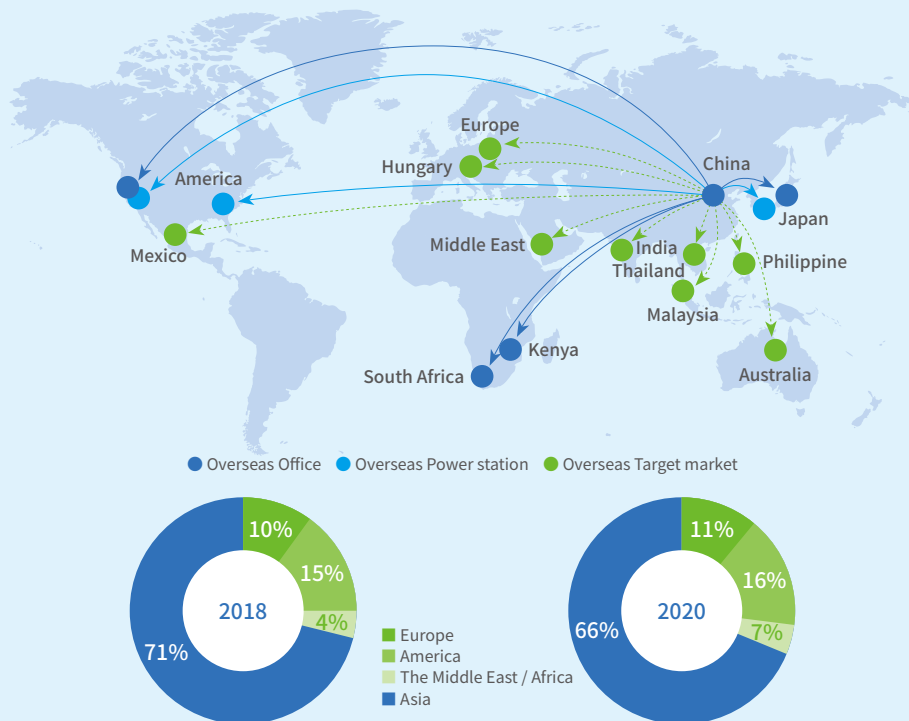 Europe
China
Hungary
America
Japan
Mexico
Middle East
India
Thailand
Philippine
Malaysia
Kenya
South Africa
Australia
Overseas Office Overseas Power station Overseas Target market
10%
15%
4%
71%
2018
11%
16%
7%
66%
2020
Europe
America
The Middle East / Africa
Asia